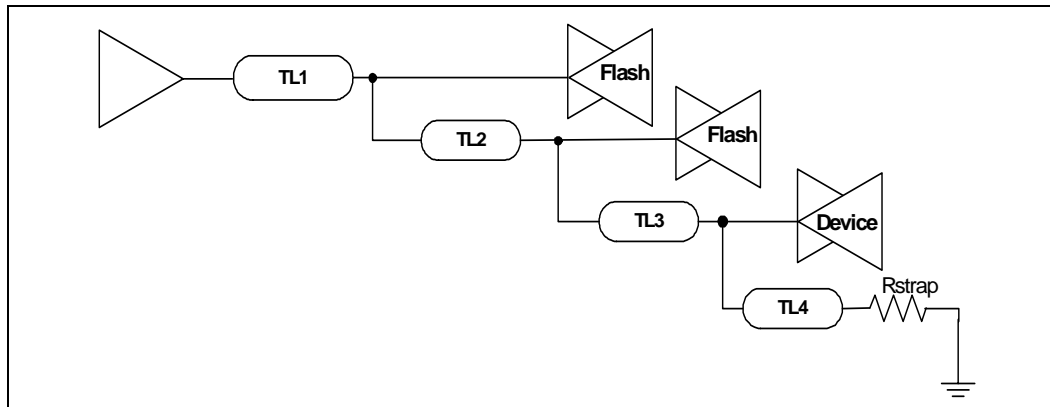 TL1
Flash
TL2
Flash
TL3
Device
Rstrap
TL4